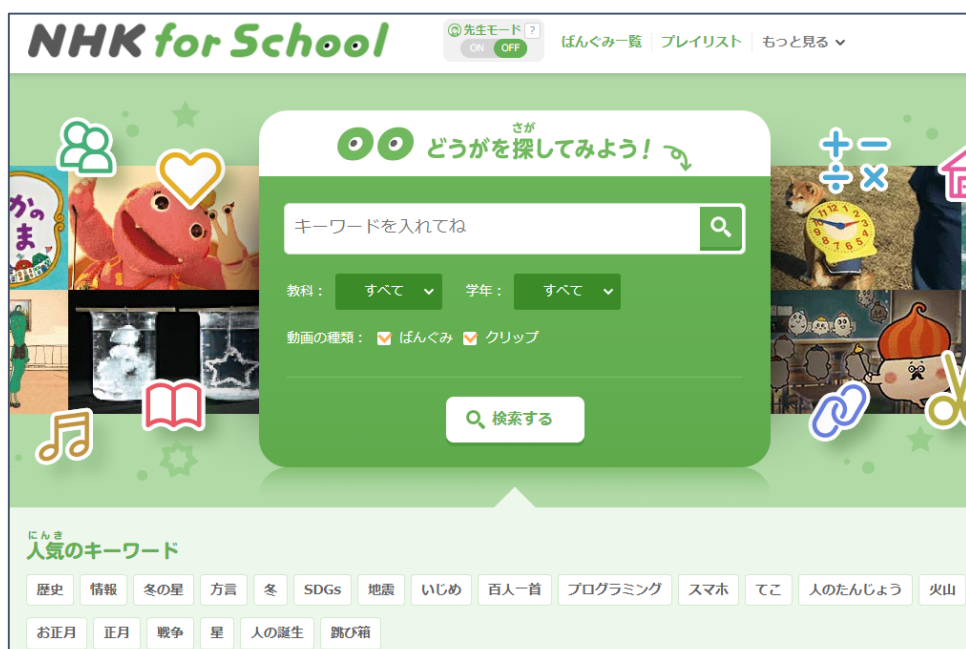 NHK for School
先生モード ?
ON OFF
ばんぐみ一覧 プレイリスト もっと見る
さが
どうがを探してみよう!
かの
ま
キーワードを入れてね
教科： すべて 学年： すべて
動画の種類： ばんぐみ クリップ
検索する
にんき
人気のキーワード
歴史 情報 冬の星 方言 冬 SDGs 地震 いじめ 百人一首 プログラミング スマホ てこ 人のたんじょう 火山
お正月 正月 戦争 星 人の誕生 跳び箱